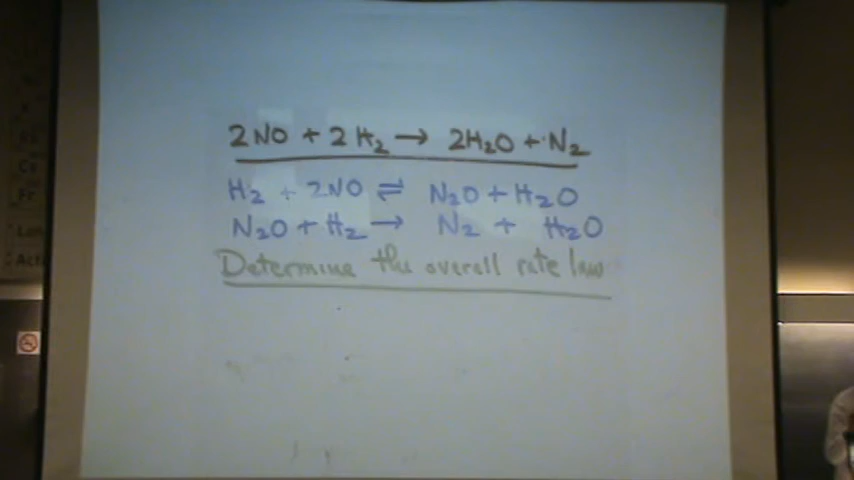 2NO + 2H₂ → 2H₂O + N₂
H₂ + 2NO ⇌ N₂O + H₂O
N₂O + H₂ → N₂ + H₂O
Determine the overall rate law